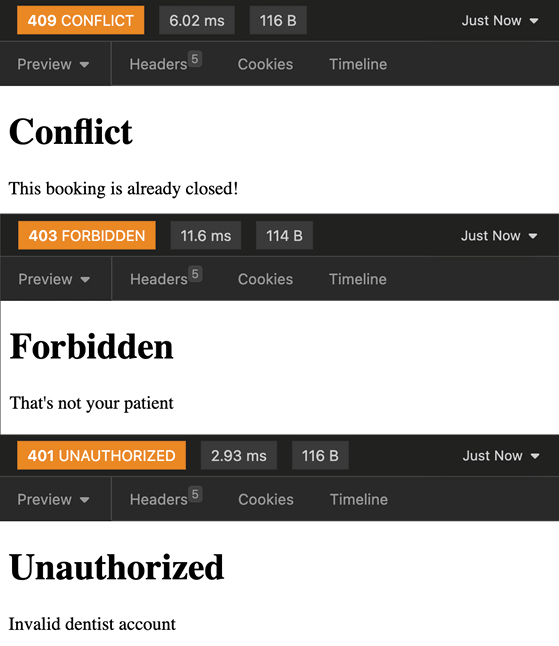 409 CONFLICT 6.02 ms 116 B Just Now
Preview Headers 5 Cookies Timeline
Conflict
This booking is already closed!
403 FORBIDDEN 11.6 ms 114 B Just Now
Preview Headers 5 Cookies Timeline
Forbidden
That's not your patient
401 UNAUTHORIZED 2.93 ms 116 B Just Now
Preview Headers 5 Cookies Timeline
Unauthorized
Invalid dentist account